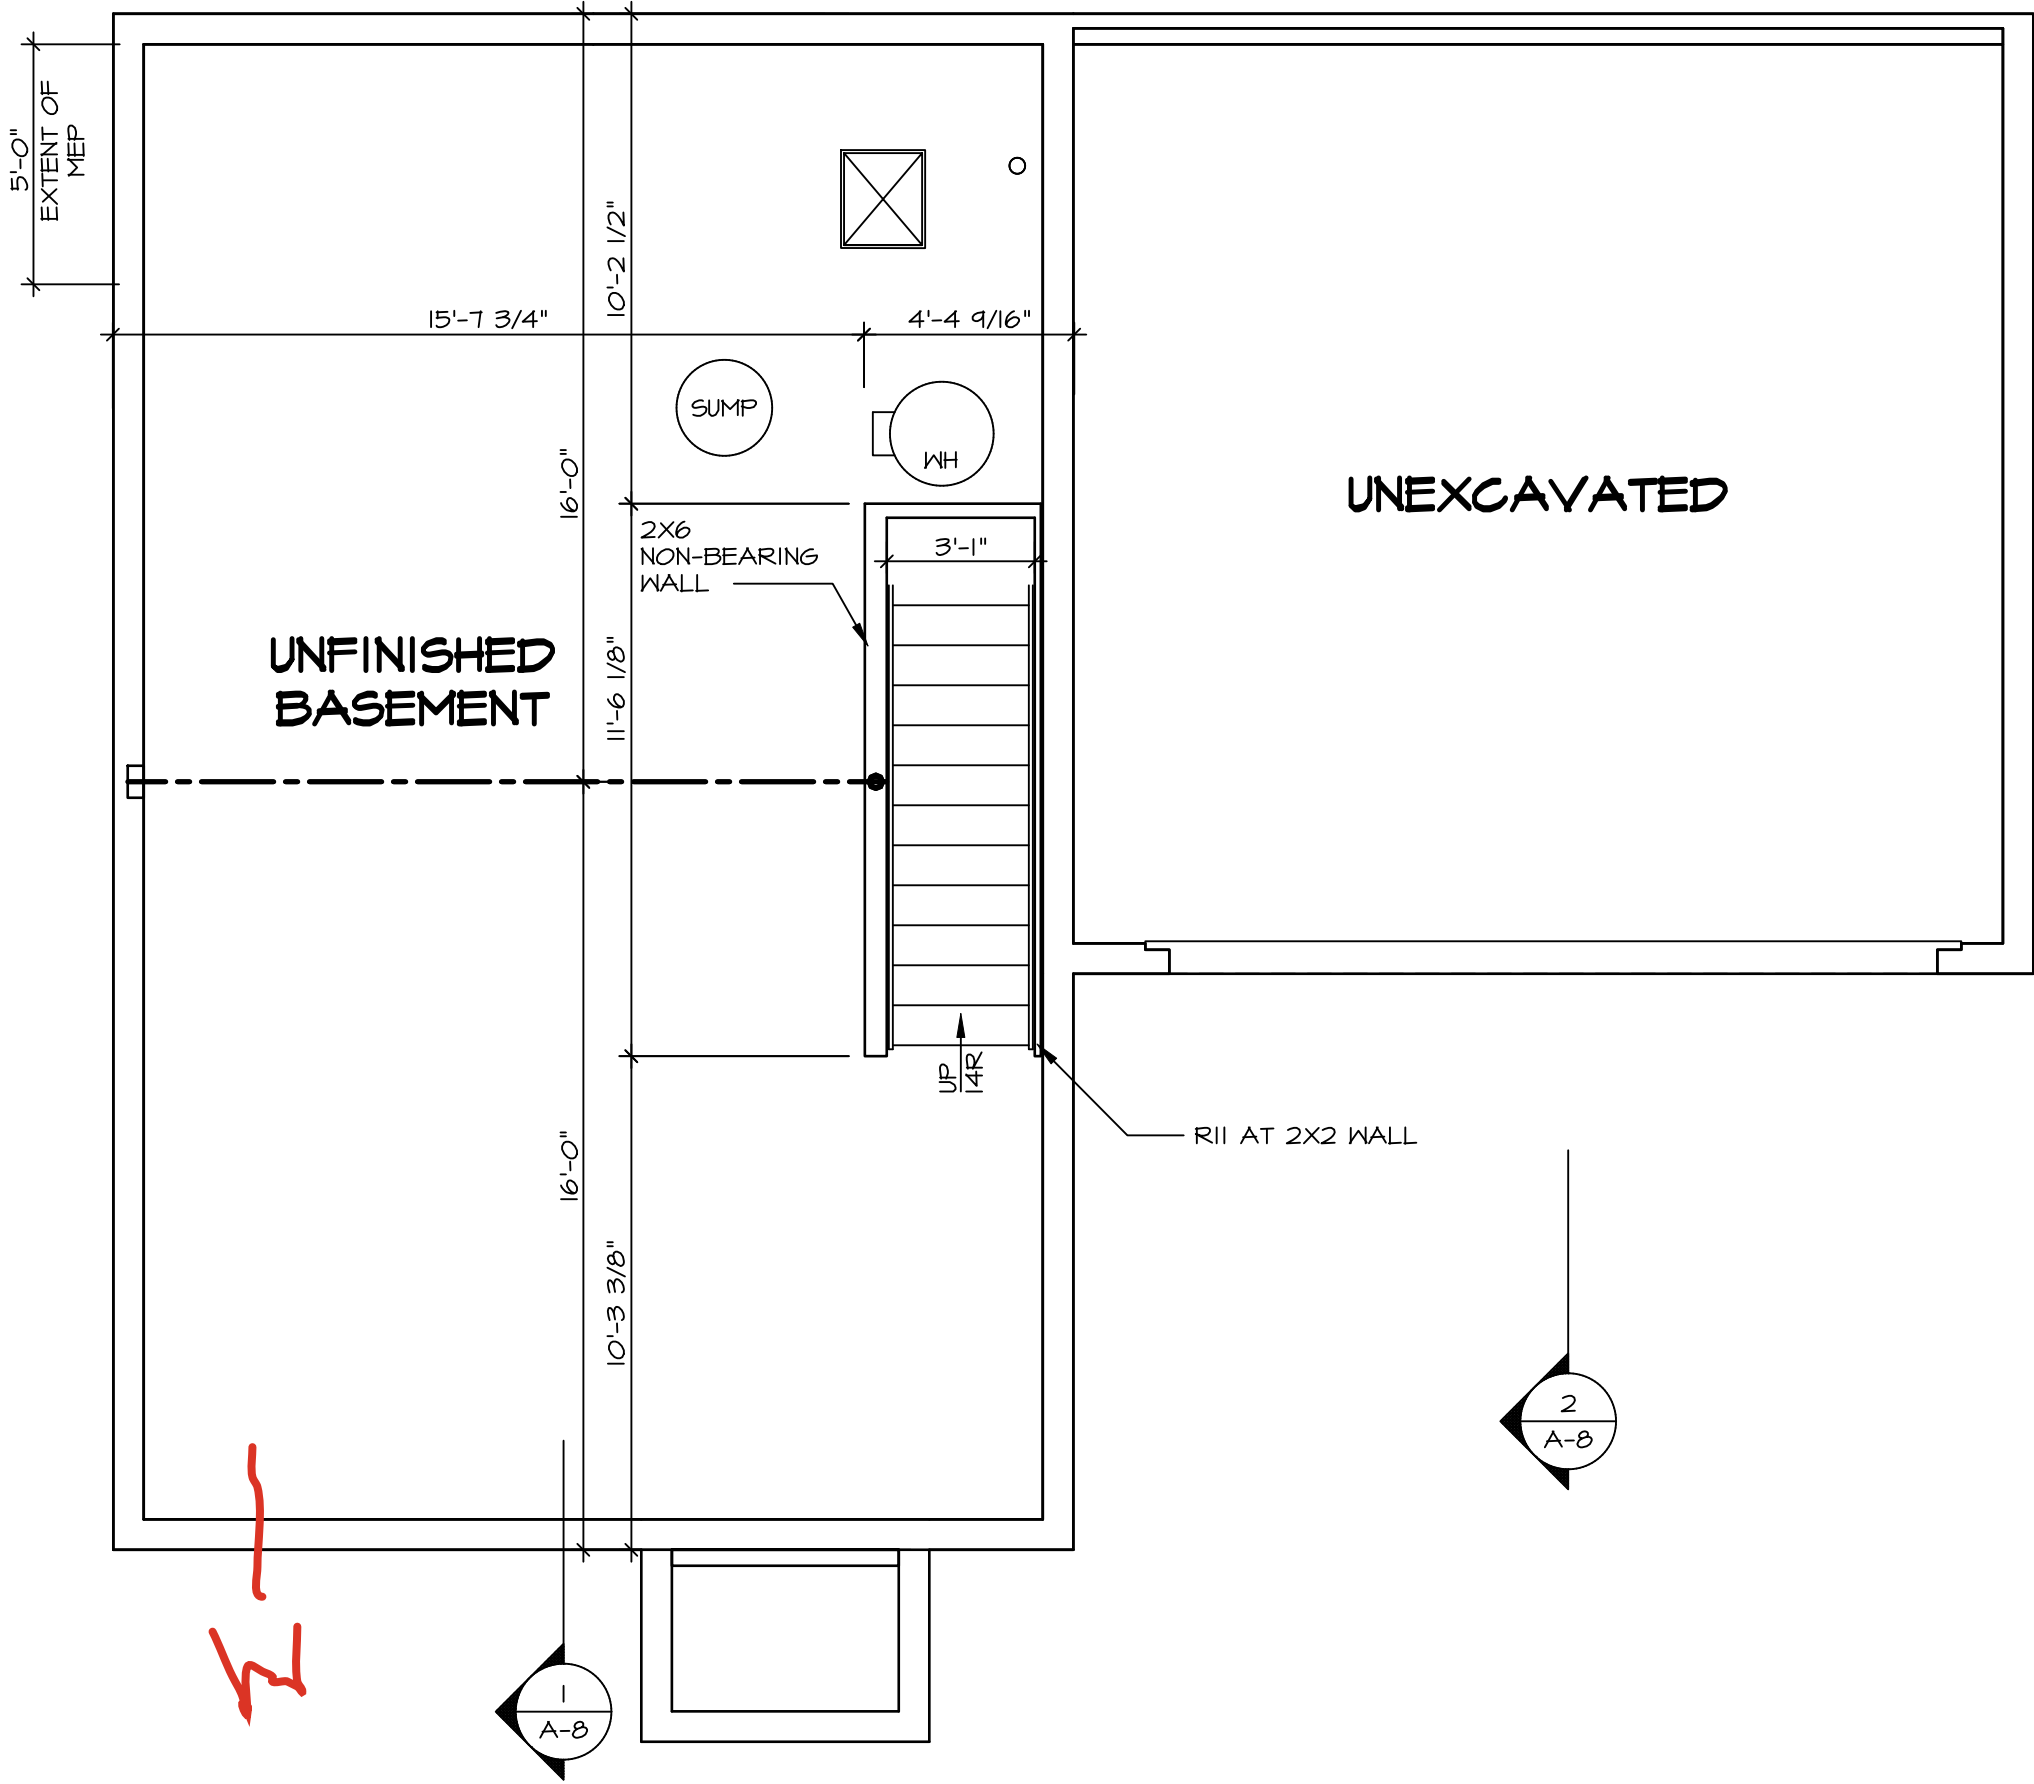 5'-0"
EXTENT OF
MEP
10'-2 1/2"
15'-7 3/4"
4'-4 9/16"
SUMP
WH
16'-0"
UNEXCAVATED
2X6
NON-BEARING
WALL
3'-1"
UNFINISHED
BASEMENT
11'-6 1/8"
UP
14R
R11 AT 2X2 WALL
16'-0"
10'-3 3/8"
2
A-8
1
A-8